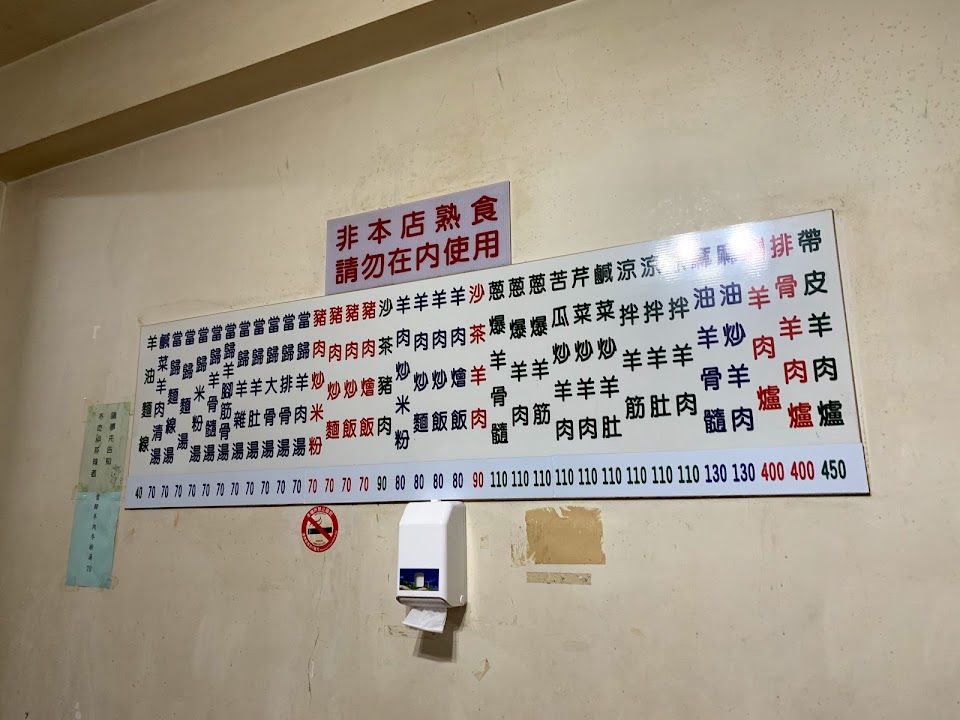 非本店熟食
請勿在內使用
羊油麵線
鹹菜羊肉清湯
當歸麵線湯
當歸麵湯
當歸米粉湯
當歸羊骨髓湯
當歸羊腳筋骨湯
當歸羊雜湯
當歸羊肚湯
當歸大骨湯
當歸排骨湯
當歸羊肉湯
豬肉炒米粉
豬肉炒麵
豬肉炒飯
豬肉燴飯
沙茶豬肉
羊肉炒米粉
羊肉炒麵
羊肉炒飯
羊肉燴飯
沙茶羊肉
蔥爆羊骨髓
蔥爆羊肉
蔥爆羊筋
苦瓜炒羊肉
芹菜炒羊肉
鹹菜炒羊肚
涼拌羊筋
涼拌羊肚
拌羊肉
麻油羊骨髓
麻油炒羊肉
羊肉爐
排骨羊肉爐
帶皮羊肉爐
40 70 70 70 70 70 70 70 70 70 70 70 70 70 70 70 90 80 80 80 80 90 110 110 110 110 110 110 110 110 110 130 130 400 400 450